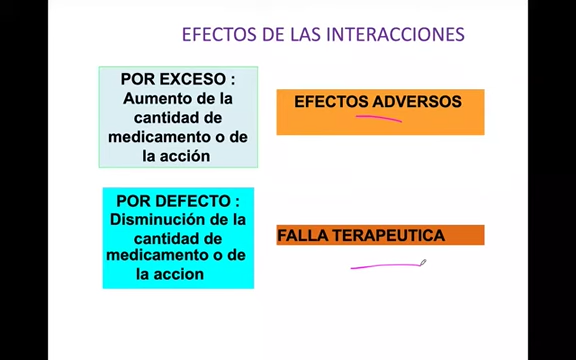 EFECTOS DE LAS INTERACCIONES
POR EXCESO :
Aumento de la
cantidad de
medicamento o de
la acción
EFECTOS ADVERSOS
POR DEFECTO :
Disminución de la
cantidad de
medicamento o de
la accion
FALLA TERAPEUTICA